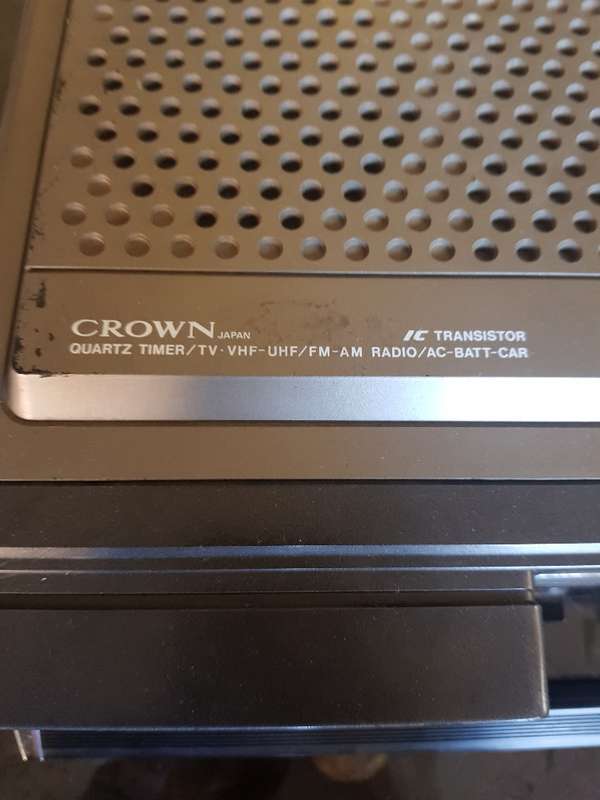 CROWN JAPAN IC TRANSISTOR
QUARTZ TIMER/TV·VHF-UHF/FM-AM RADIO/AC-BATT-CAR